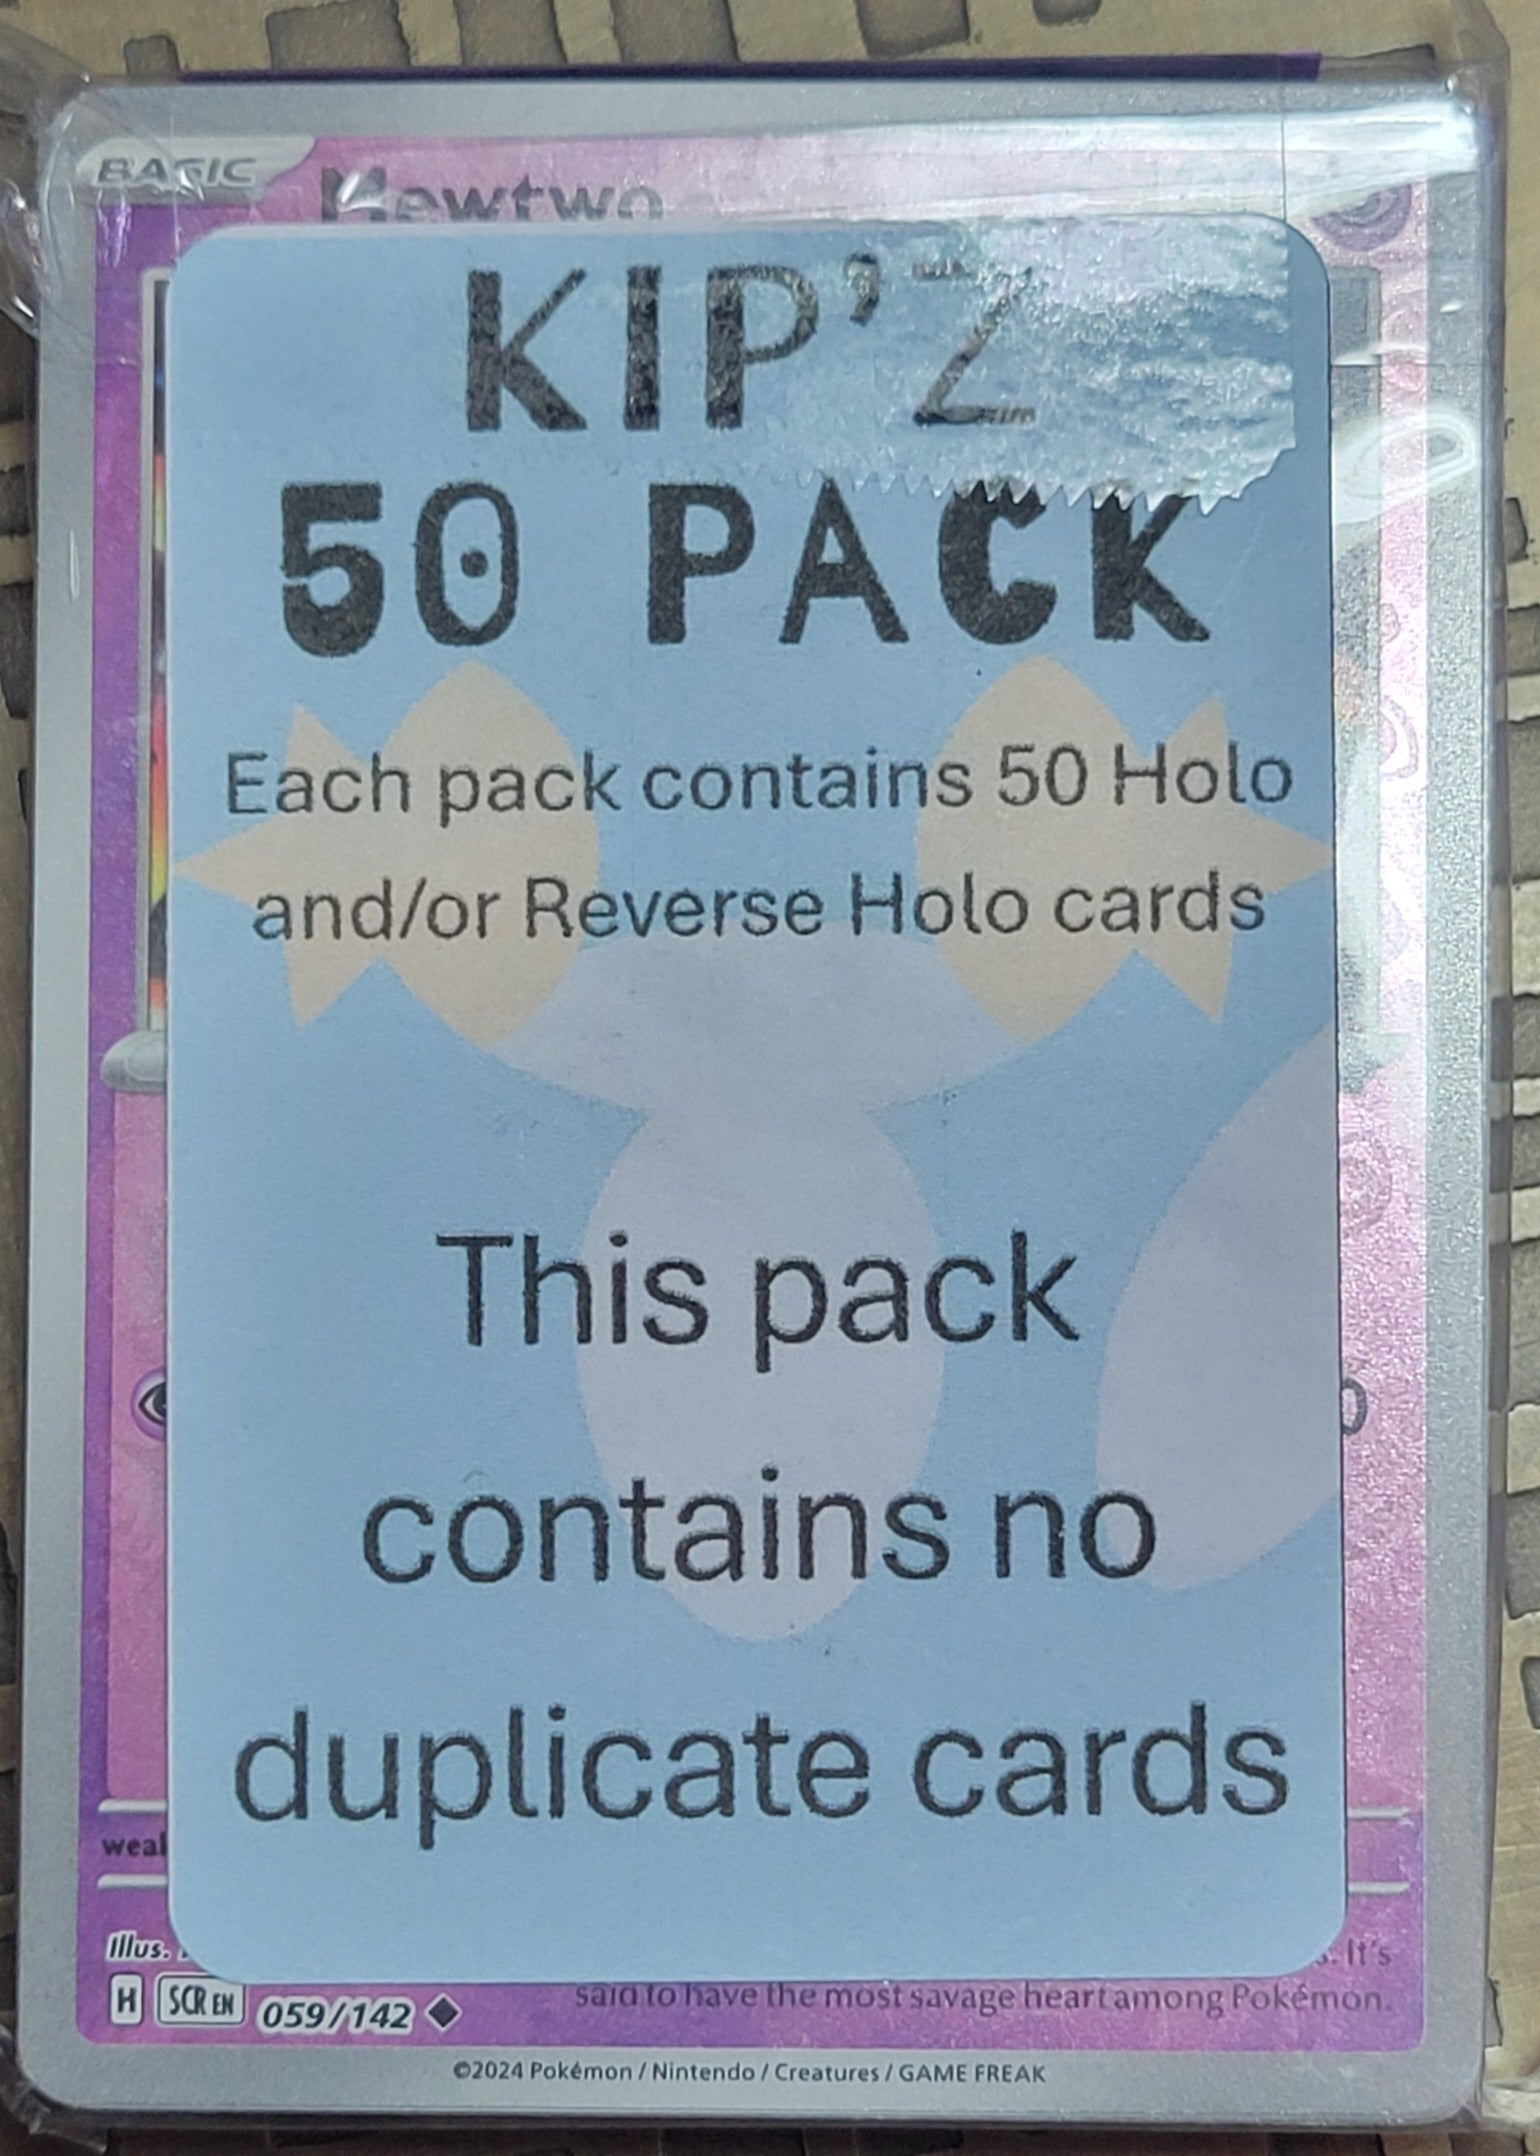 BASIC
Mewtwo
KIP'Z
50 PACK
Each pack contains 50 Holo
and/or Reverse Holo cards
This pack
contains no
duplicate cards
Illus.
It's
H SCR EN 059/142
said to have the most savage heart among Pokémon.
©2024 Pokémon / Nintendo / Creatures / GAME FREAK